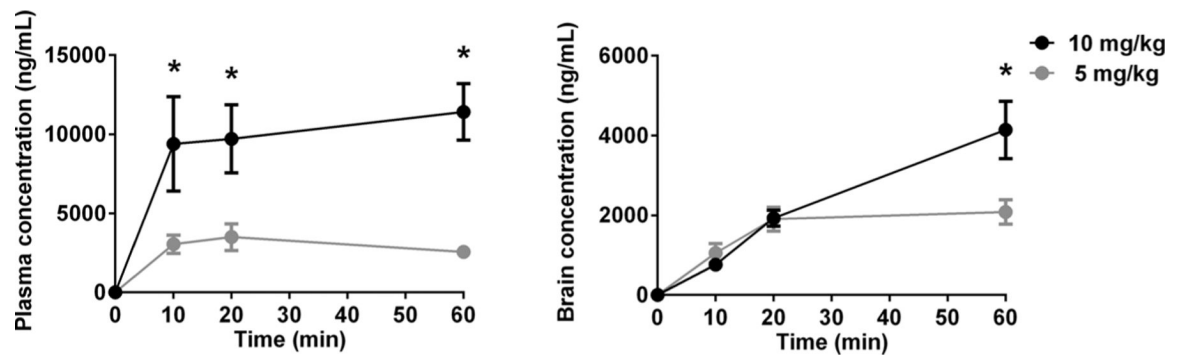 Plasma concentration (ng/mL)
15000
10000
5000
0
* * *
0 10 20 30 40 50 60
Time (min)
Brain concentration (ng/mL)
6000
4000
2000
0
*
0 10 20 30 40 50 60
Time (min)
10 mg/kg
5 mg/kg